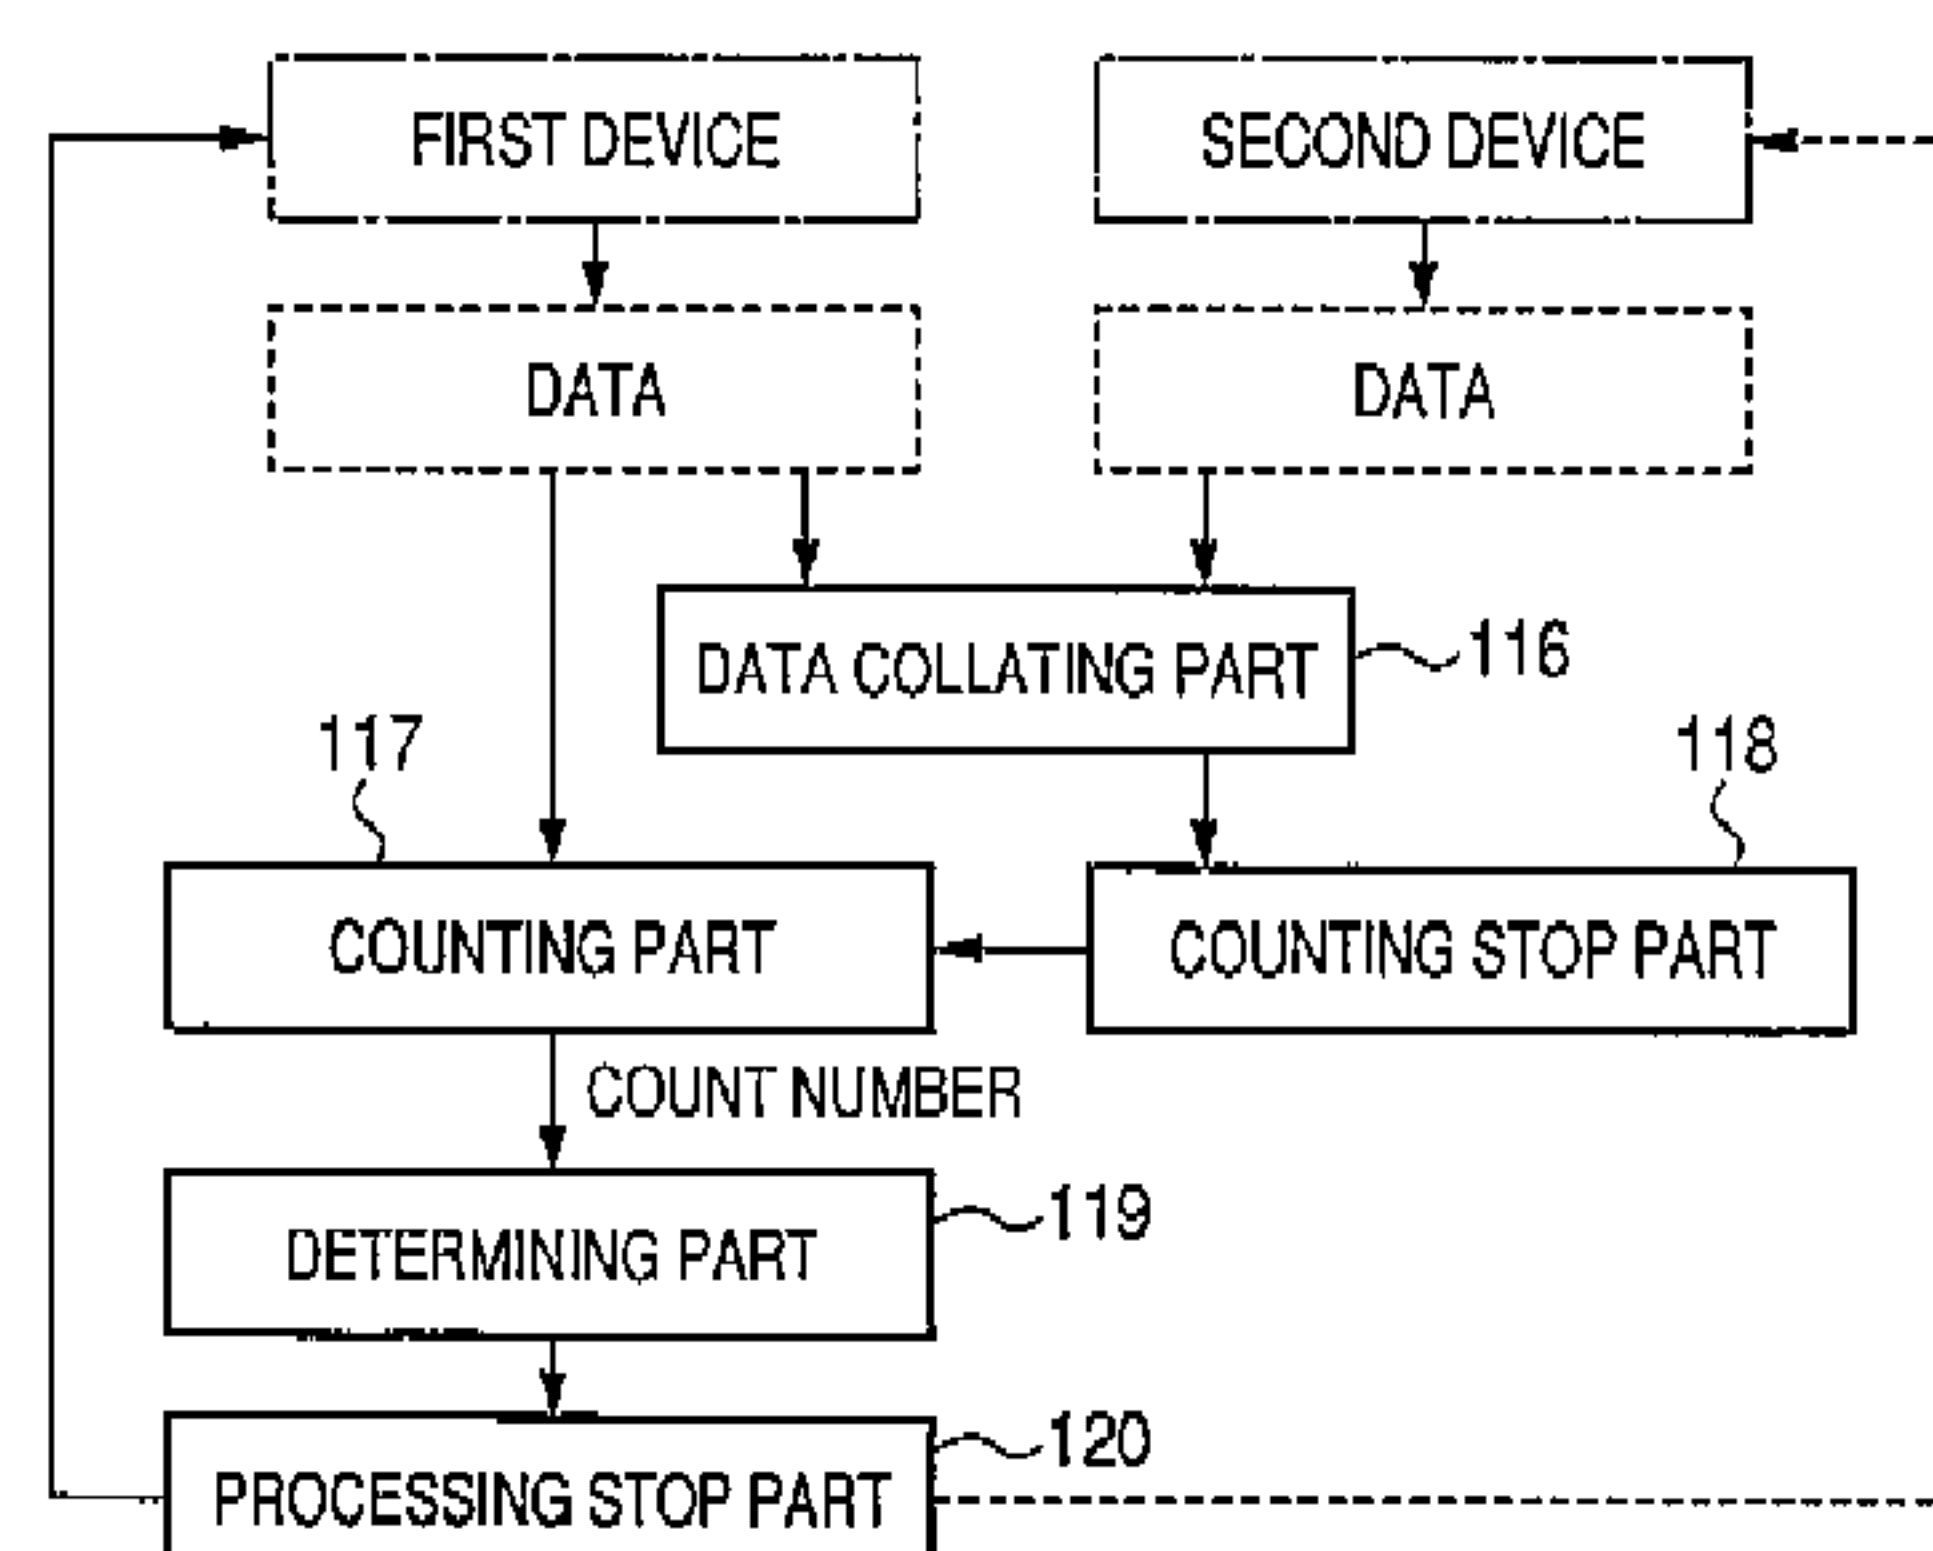 FIRST DEVICE
SECOND DEVICE
DATA
DATA
DATA COLLATING PART
116
117
118
COUNTING PART
COUNTING STOP PART
COUNT NUMBER
DETERMINING PART
119
PROCESSING STOP PART
120